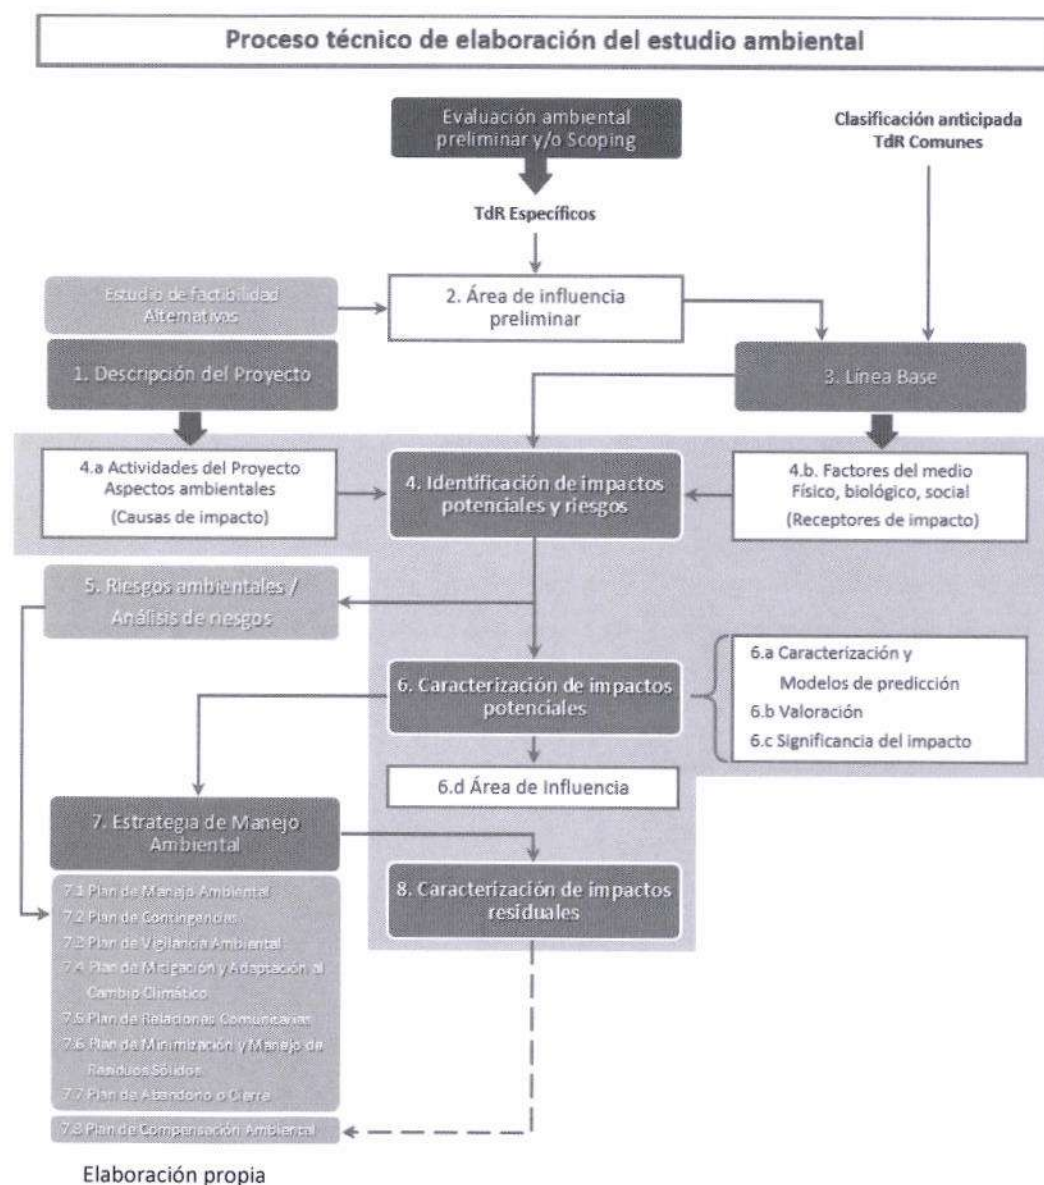 Proceso técnico de elaboración del estudio ambiental
Evaluación ambiental
preliminar y/o Scoping
Clasificación anticipada
TdR Comunes
TdR Específicos
Estudio de factibilidad
Alternativas
2. Área de influencia
preliminar
1. Descripción del Proyecto
3. Línea Base
4.a Actividades del Proyecto
Aspectos ambientales
(Causas de impacto)
4. Identificación de impactos
potenciales y riesgos
4.b. Factores del medio
Físico, biológico, social
(Receptores de impacto)
5. Riesgos ambientales /
Análisis de riesgos
6. Caracterización de impactos
potenciales
6.a Caracterización y
Modelos de predicción
6.b Valoración
6.c Significancia del impacto
6.d Área de Influencia
7. Estrategia de Manejo
Ambiental
8. Caracterización de impactos
residuales
7.1 Plan de Manejo Ambiental
7.2 Plan de Contingencias
7.3 Plan de Vigilancia Ambiental
7.4 Plan de Mitigación y Adaptación al
Cambio Climático
7.5 Plan de Relaciones Comunitarias
7.6 Plan de Minimización y Manejo de
Residuos Sólidos
7.7 Plan de Abandono o Cierre
7.8 Plan de Compensación Ambiental
Elaboración propia